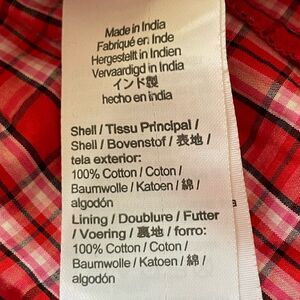 Made in India
Fabriqué en Inde
Hergestellt in Indien
Vervaardigd in India
インド製
hecho en india
Shell / Tissu Principal /
Shell / Bovenstof / 表地 /
tela exterior:
100% Cotton / Coton /
Baumwolle / Katoen / 綿 /
algodón
Lining / Doublure / Futter
/ Voering / 裏地 / forro:
100% Cotton / Coton /
Baumwolle / Katoen / 綿 /
algodón